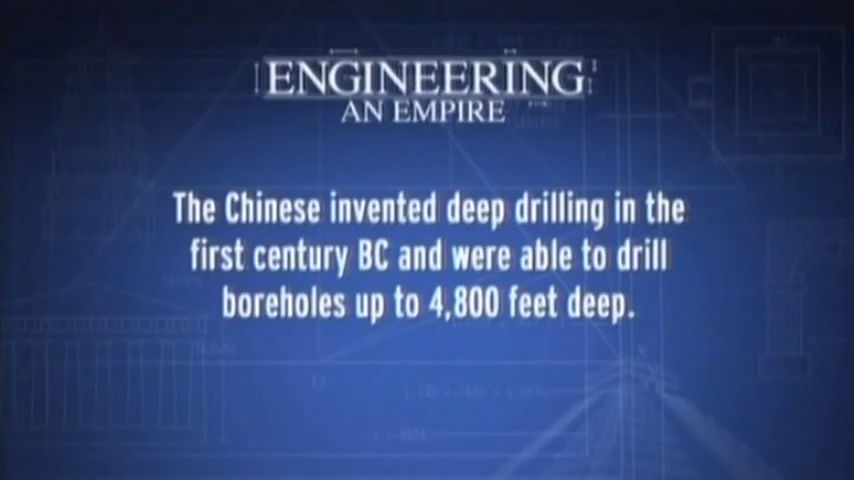 ENGINEERING
AN EMPIRE
The Chinese invented deep drilling in the
first century BC and were able to drill
boreholes up to 4,800 feet deep.